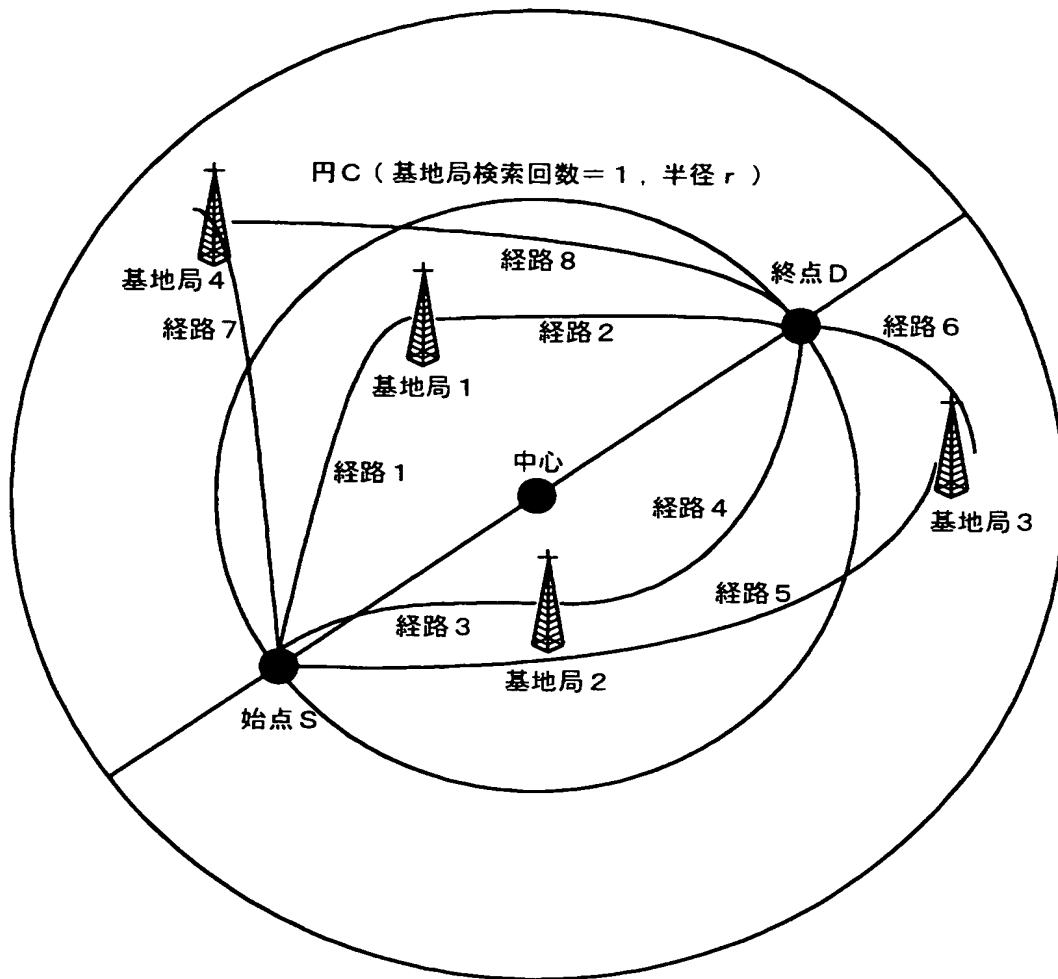 円C(基地局検索回数=1,半径r)
基地局4
経路8
終点D
経路7
経路2
経路6
基地局1
中心
経路1
経路4
基地局3
経路5
経路3
基地局2
始点S